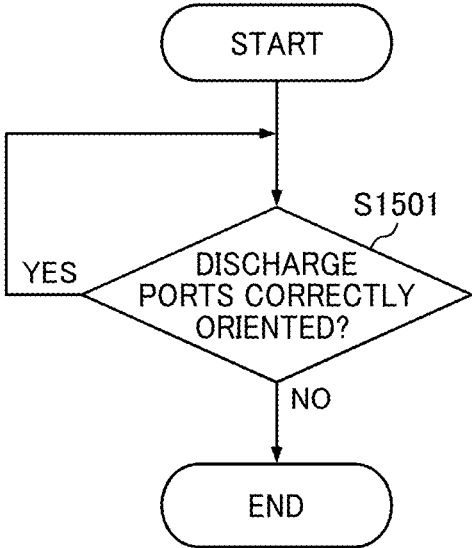 START
S1501
DISCHARGE
PORTS CORRECTLY
ORIENTED?
YES
NO
END